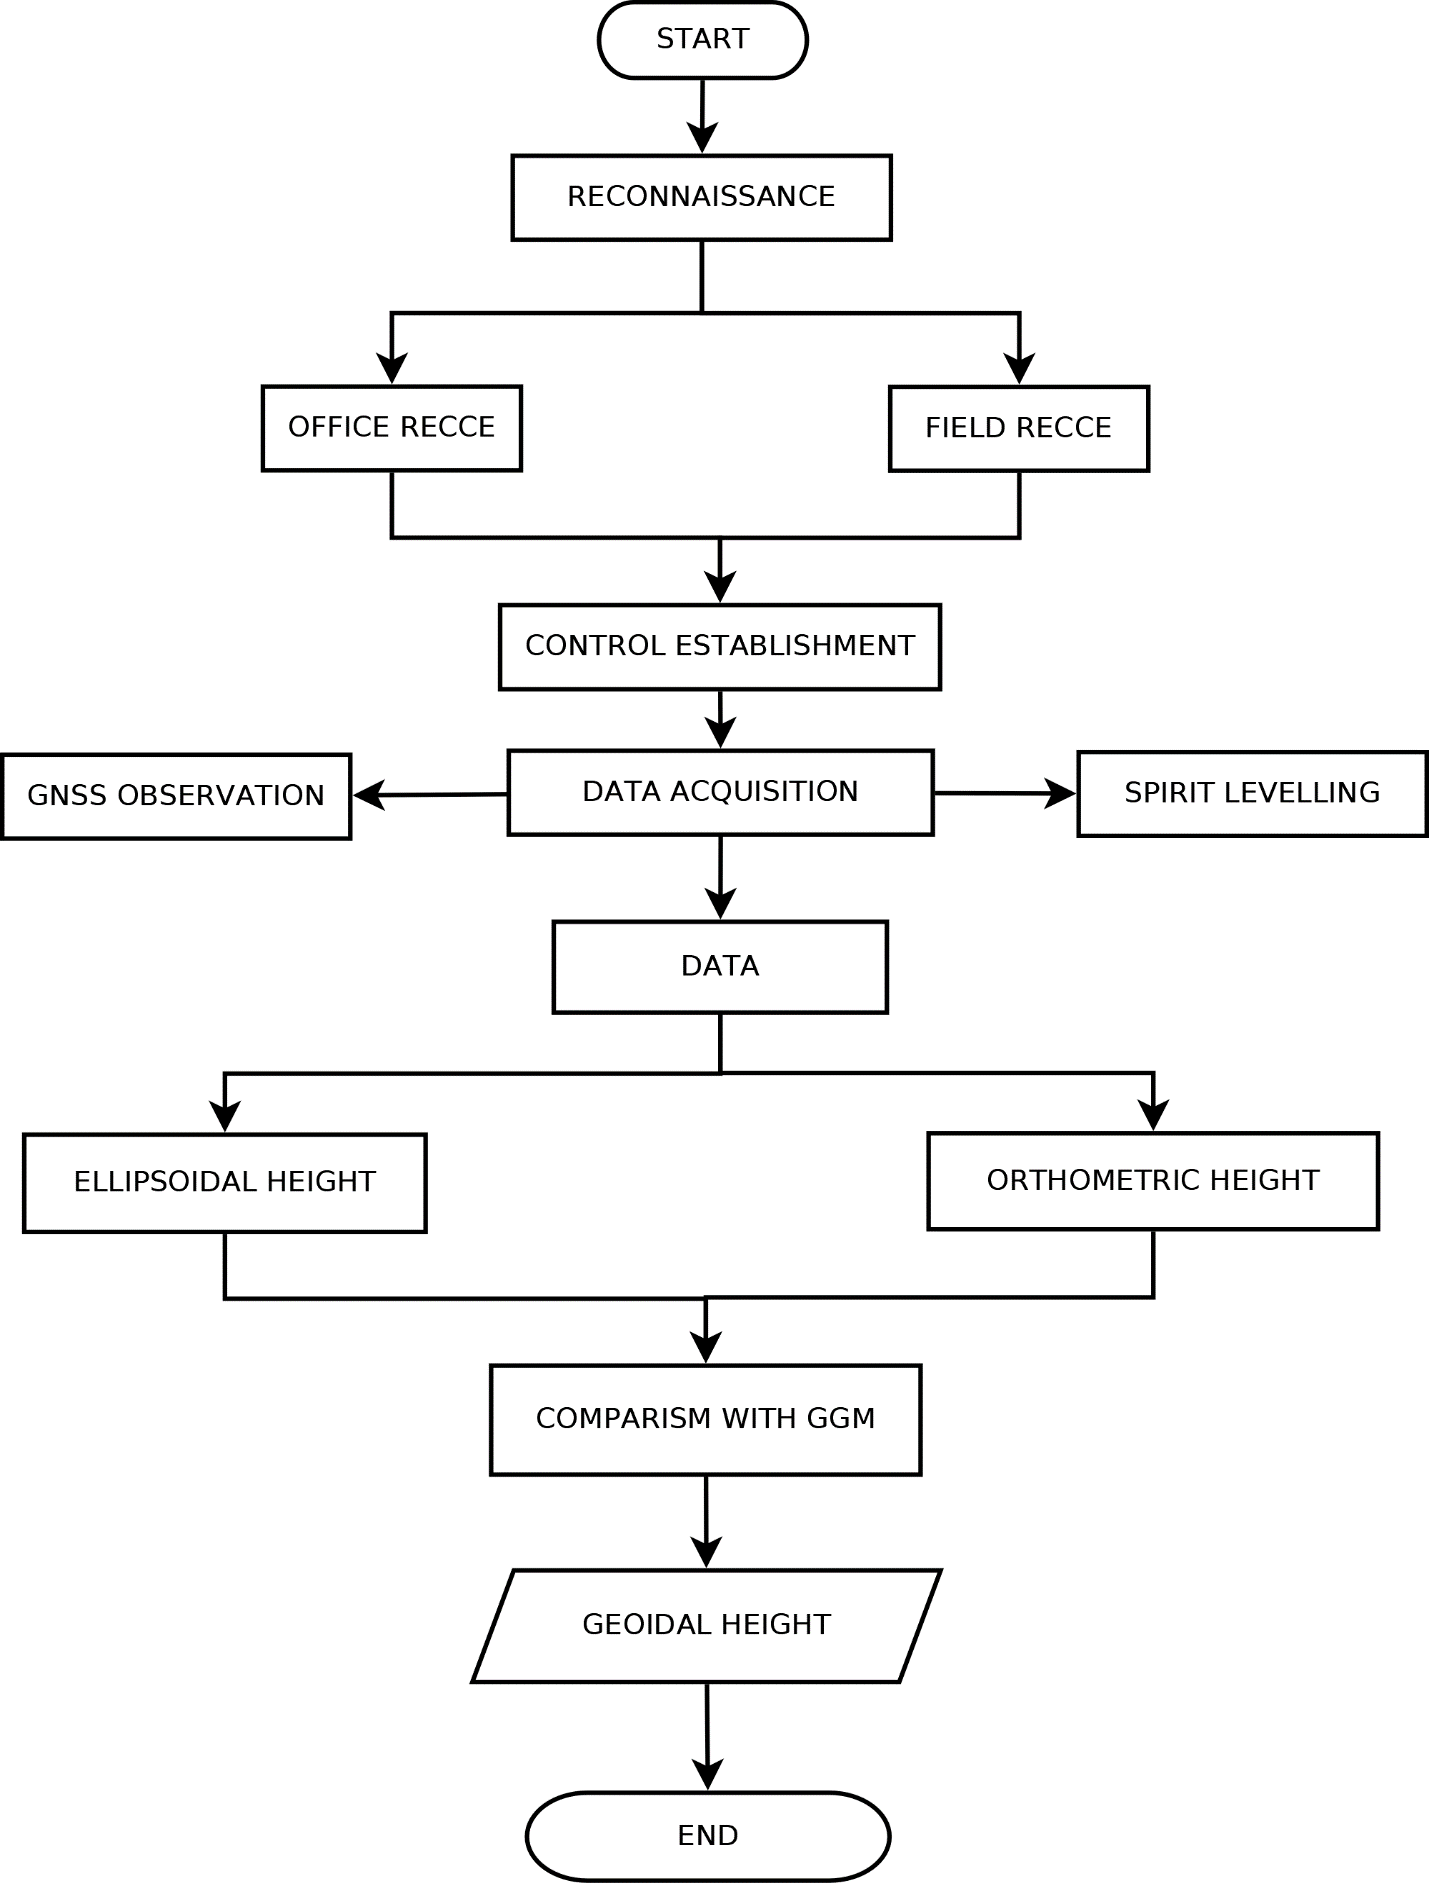 START
RECONNAISSANCE
OFFICE RECCE
FIELD RECCE
CONTROL ESTABLISHMENT
GNSS OBSERVATION
DATA ACQUISITION
SPIRIT LEVELLING
DATA
ELLIPSOIDAL HEIGHT
ORTHOMETRIC HEIGHT
COMPARISM WITH GGM
GEOIDAL HEIGHT
END